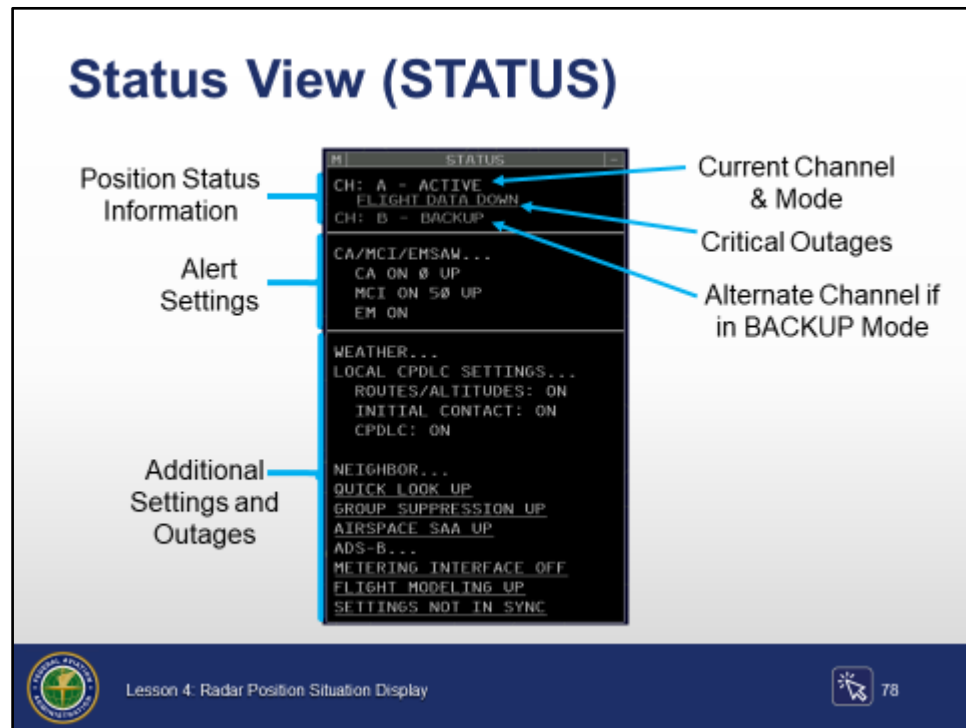 Status View (STATUS)
Position Status
Information
Alert
Settings
Additional
Settings and
Outages
M STATUS -
CH: A - ACTIVE
FLIGHT DATA DOWN
CH: B - BACKUP
CA/MCI/EMSAW...
CA ON Ø UP
MCI ON 5Ø UP
EM ON
WEATHER...
LOCAL CPDLC SETTINGS...
ROUTES/ALTITUDES: ON
INITIAL CONTACT: ON
CPDLC: ON
NEIGHBOR...
QUICK LOOK UP
GROUP SUPPRESSION UP
AIRSPACE SAA UP
ADS-B...
METERING INTERFACE OFF
FLIGHT MODELING UP
SETTINGS NOT IN SYNC
Current Channel
& Mode
Critical Outages
Alternate Channel if
in BACKUP Mode
FEDERAL AVIATION
ADMINISTRATION
Lesson 4: Radar Position Situation Display
78